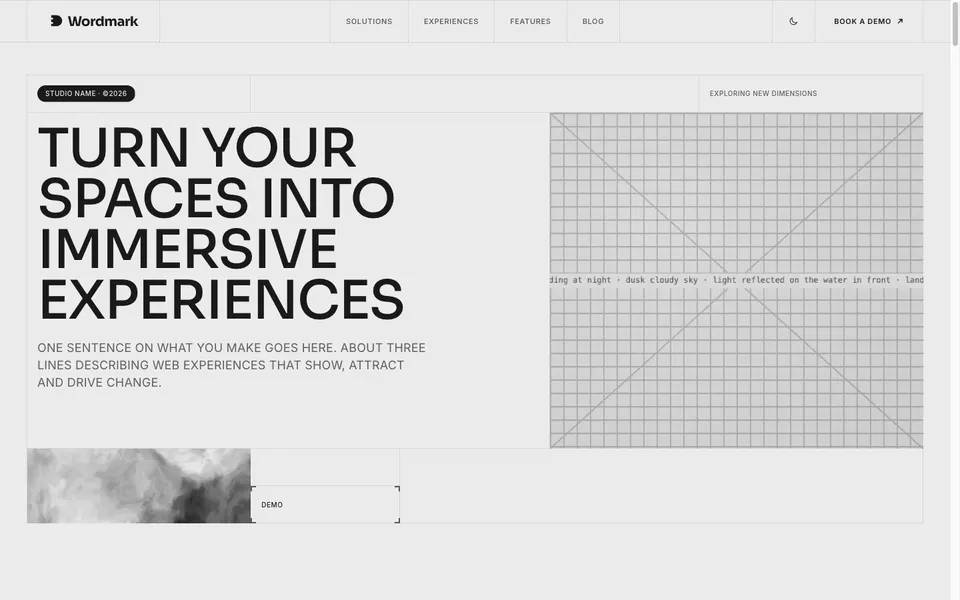 Wordmark
SOLUTIONS
EXPERIENCES
FEATURES
BLOG
BOOK A DEMO
STUDIO NAME · ©2026
EXPLORING NEW DIMENSIONS
TURN YOUR
SPACES INTO
IMMERSIVE
EXPERIENCES
ding at night · dusk cloudy sky · light reflected on the water in front · land
ONE SENTENCE ON WHAT YOU MAKE GOES HERE. ABOUT THREE
LINES DESCRIBING WEB EXPERIENCES THAT SHOW, ATTRACT
AND DRIVE CHANGE.
DEMO